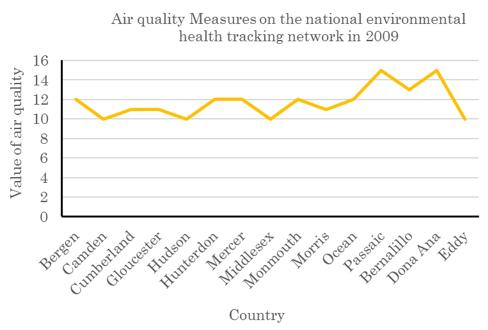 Air quality Measures on the national environmental
health tracking network in 2009
Value of air quality
16
14
12
10
8
6
4
2
0
Bergen
Camden
Cumberland
Gloucester
Hudson
Hunterdon
Mercer
Middlesex
Monmouth
Morris
Ocean
Passaic
Bernalillo
Dona Ana
Eddy
Country